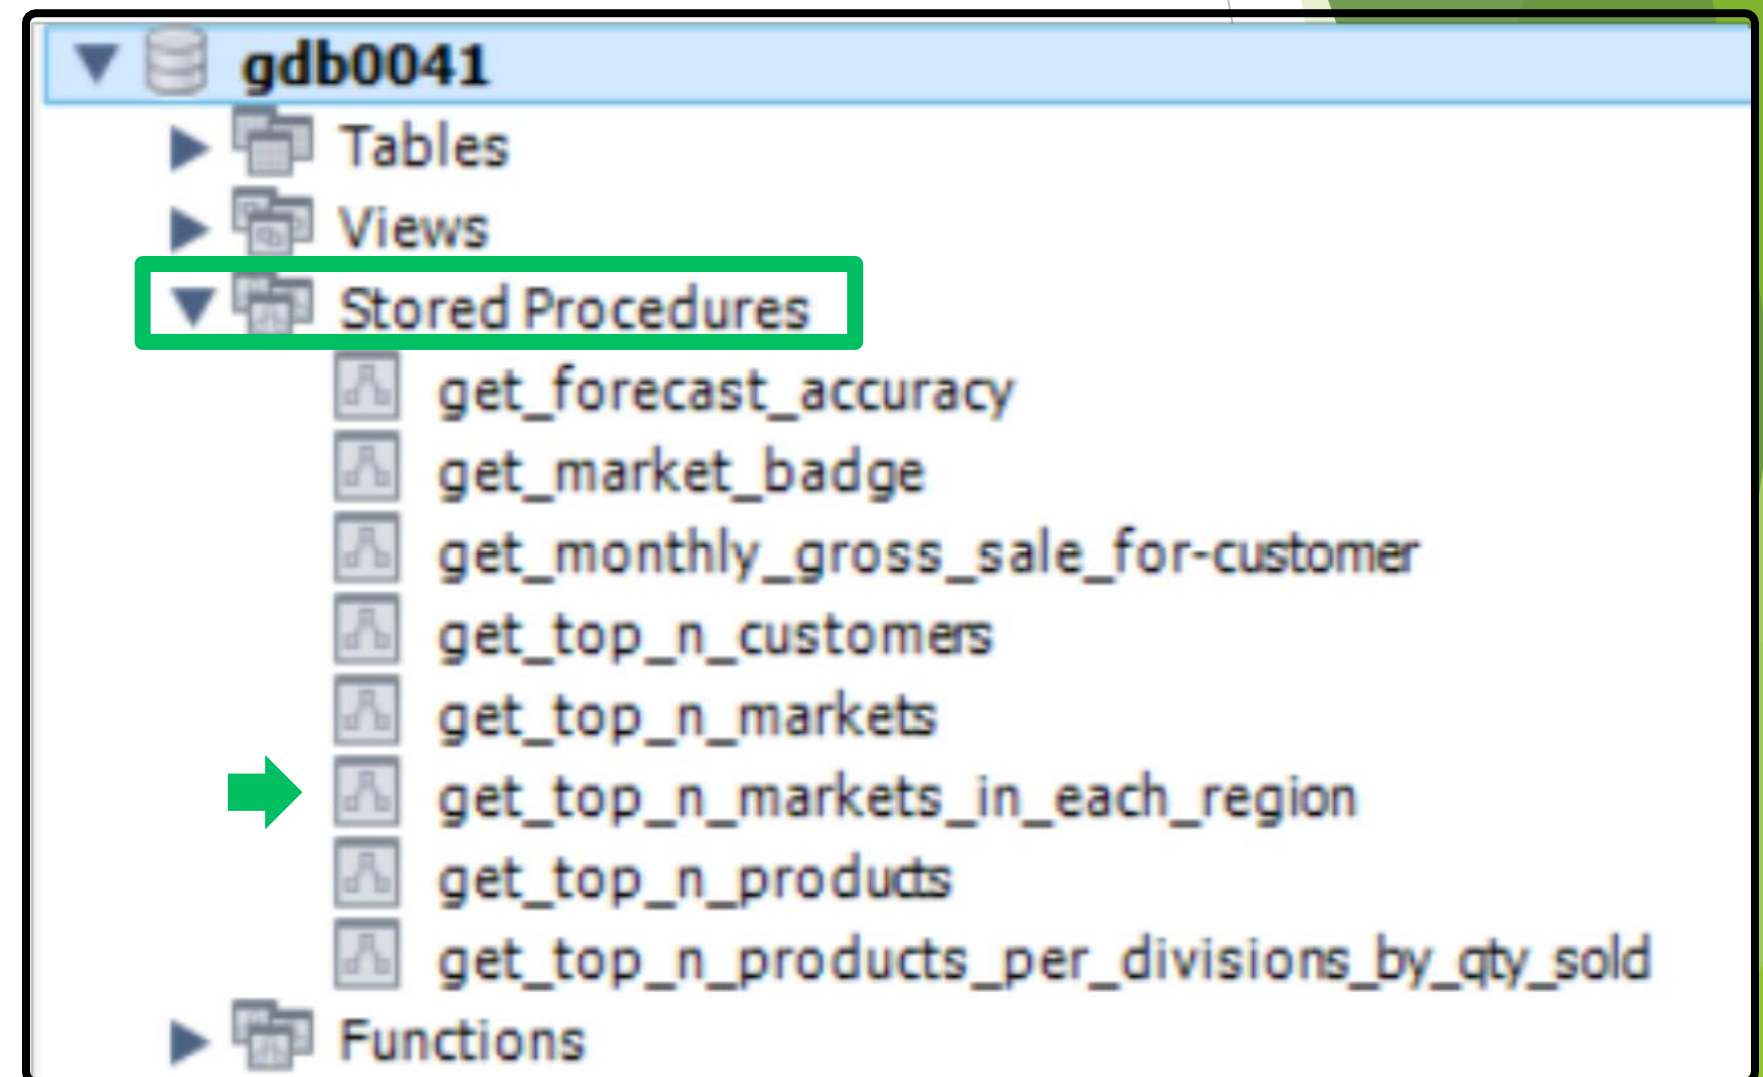 gdb0041
Tables
Views
Stored Procedures
get_forecast_accuracy
get_market_badge
get_monthly_gross_sale_for-customer
get_top_n_customers
get_top_n_markets
get_top_n_markets_in_each_region
get_top_n_products
get_top_n_products_per_divisions_by_qty_sold
Functions